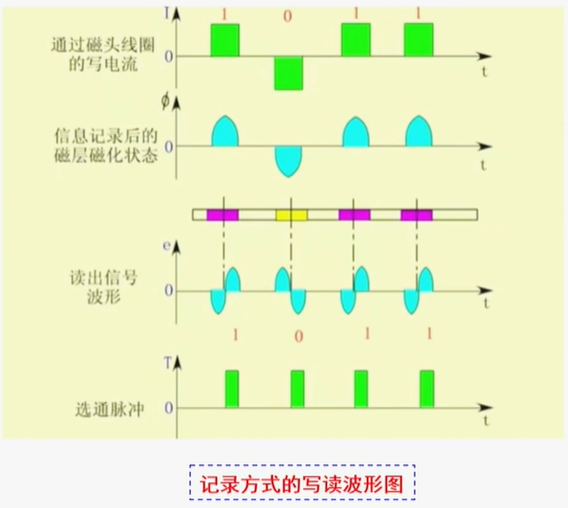 I
1 0 1 1
通过磁头线圈
的写电流
0
t
ϕ
信息记录后的
磁层磁化状态
0
t
e
读出信号
波形
0
t
1 0 1 1
T
选通脉冲
0
t
记录方式的写读波形图